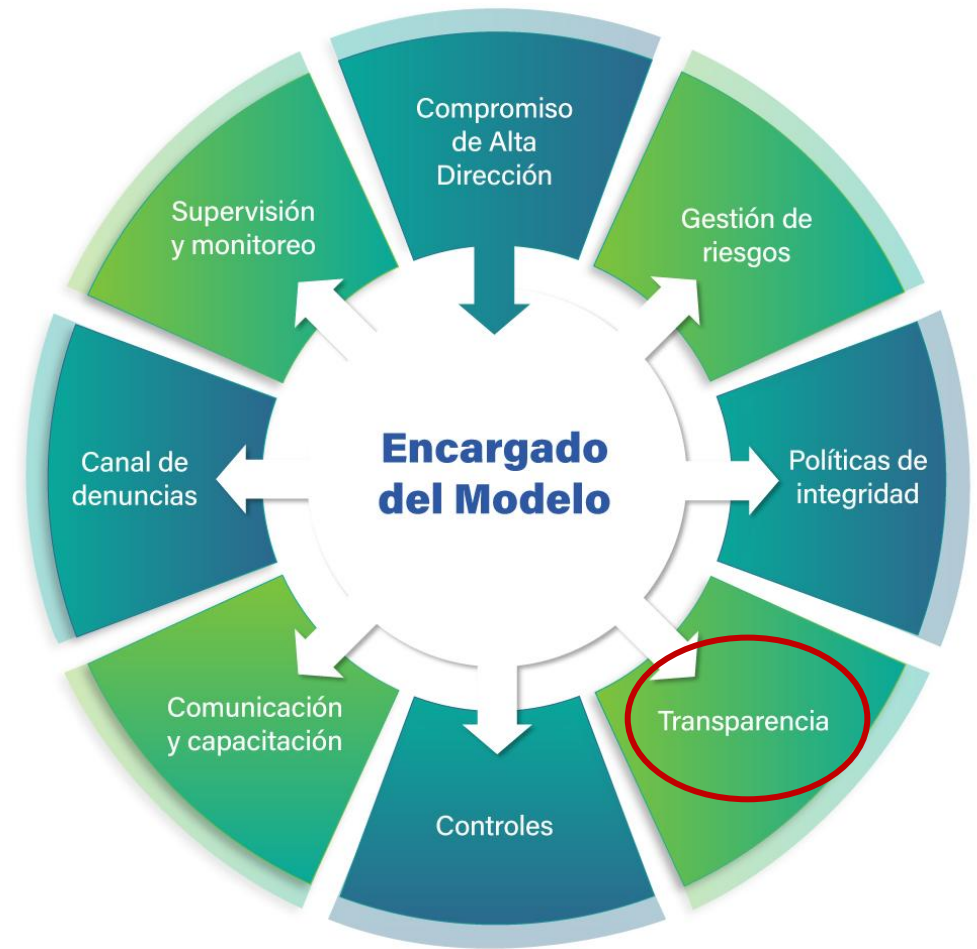 Compromiso
de Alta
Dirección
Gestión de
riesgos
Políticas de
integridad
Transparencia
Controles
Comunicación
y capacitación
Canal de
denuncias
Supervisión
y monitoreo
Encargado
del Modelo